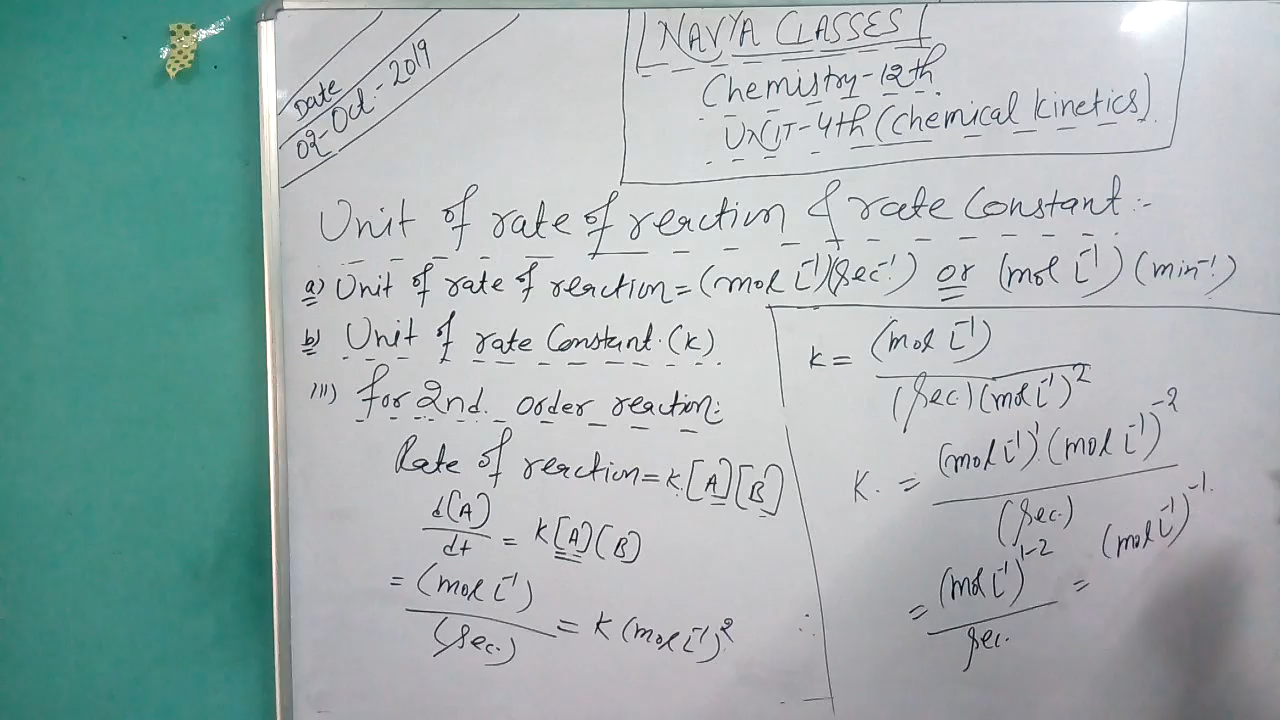 Date
02-Oct.-2019
NAVYA CLASSES
Chemistry-12th.
UNIT-4th (Chemical Kinetics)
Unit of rate of reaction & rate Constant:-
a) Unit of rate of reaction = (mol L⁻¹)(sec⁻¹) or (mol L⁻¹) (min⁻¹)
b) Unit of rate Constant. (K)
III) for 2nd. order reaction:
Rate of reaction = K.[A][B]
d[A]/dt = K[A][B]
= (mol L⁻¹)/(sec.) = K (mol L⁻¹)²
K = (mol L⁻¹)/(sec.)(mol L⁻¹)²
K. = (mol L⁻¹)¹.(mol L⁻¹)⁻²/(sec.)
= (mol L⁻¹)¹⁻²/sec. = (mol L⁻¹)⁻¹.